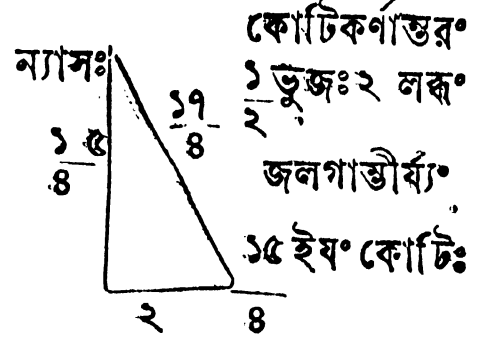 কোটিকর্ণান্তরং
ন্যাসঃ
১৭
৪
১
২
ভুজঃ ২ লব্ধং
১৫
৪
জলগাম্ভীর্য্যং
১৫ ইয়ং কোটিঃ
২
৪